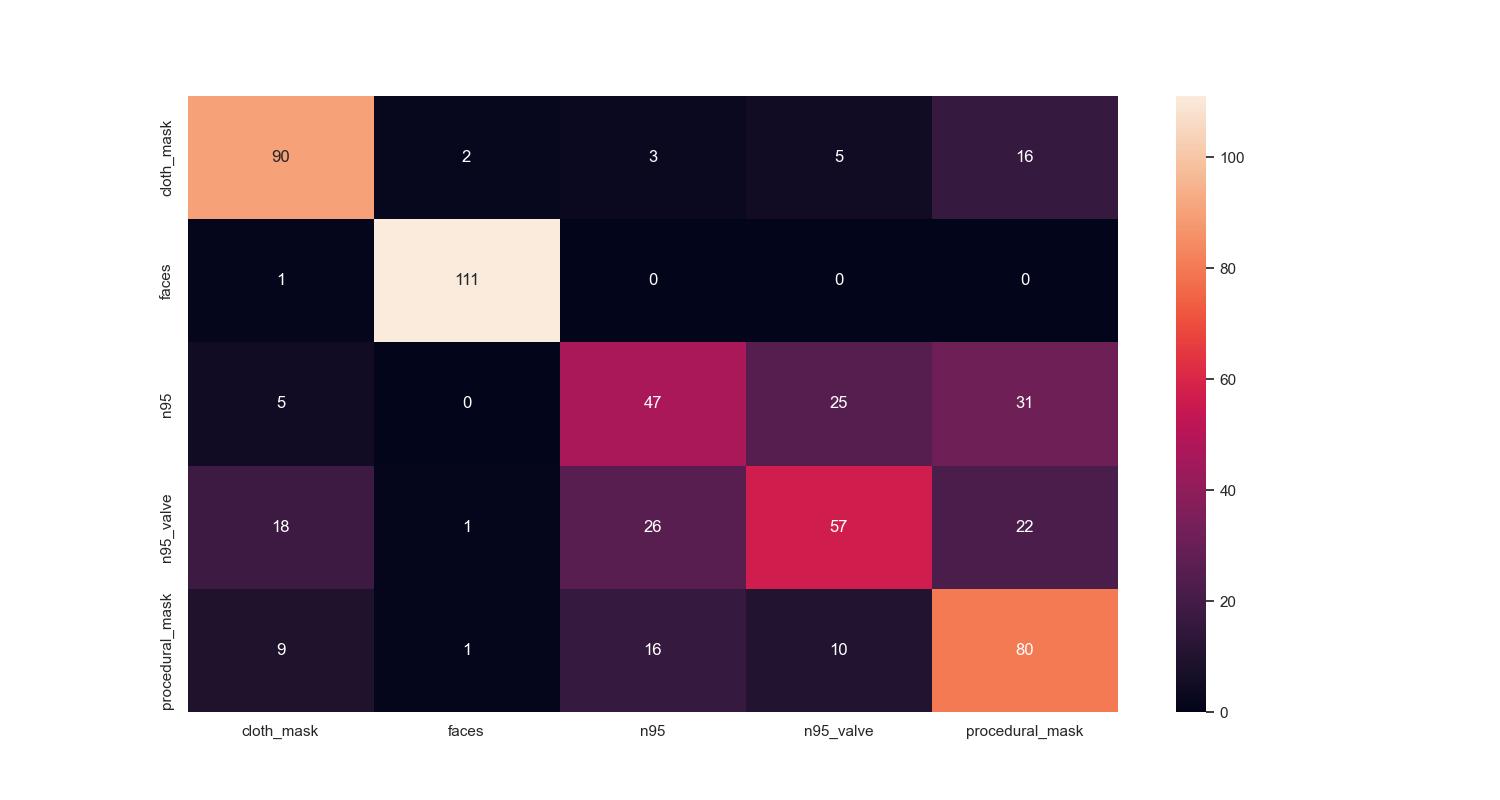 cloth_mask 90 2 3 5 16 100
faces 1 111 0 0 0 80
n95 5 0 47 25 31 60
40
n95_valve 18 1 26 57 22
20
procedural_mask 9 1 16 10 80
0
cloth_mask faces n95 n95_valve procedural_mask